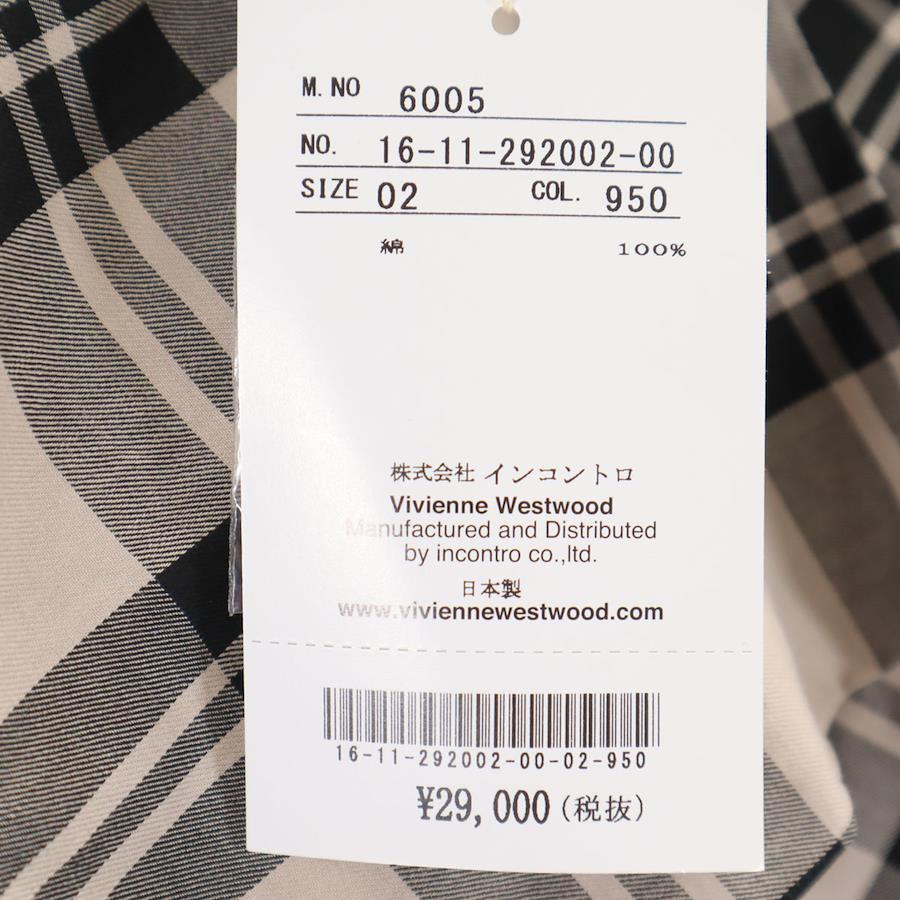 M.NO 6005
NO. 16-11-292002-00
SIZE 02 COL. 950
綿 100%
株式会社 インコントロ
Vivienne Westwood
Manufactured and Distributed
by incontro co.,ltd.
日本製
www.viviennewestwood.com
16-11-292002-00-02-950
¥29,000(税抜)